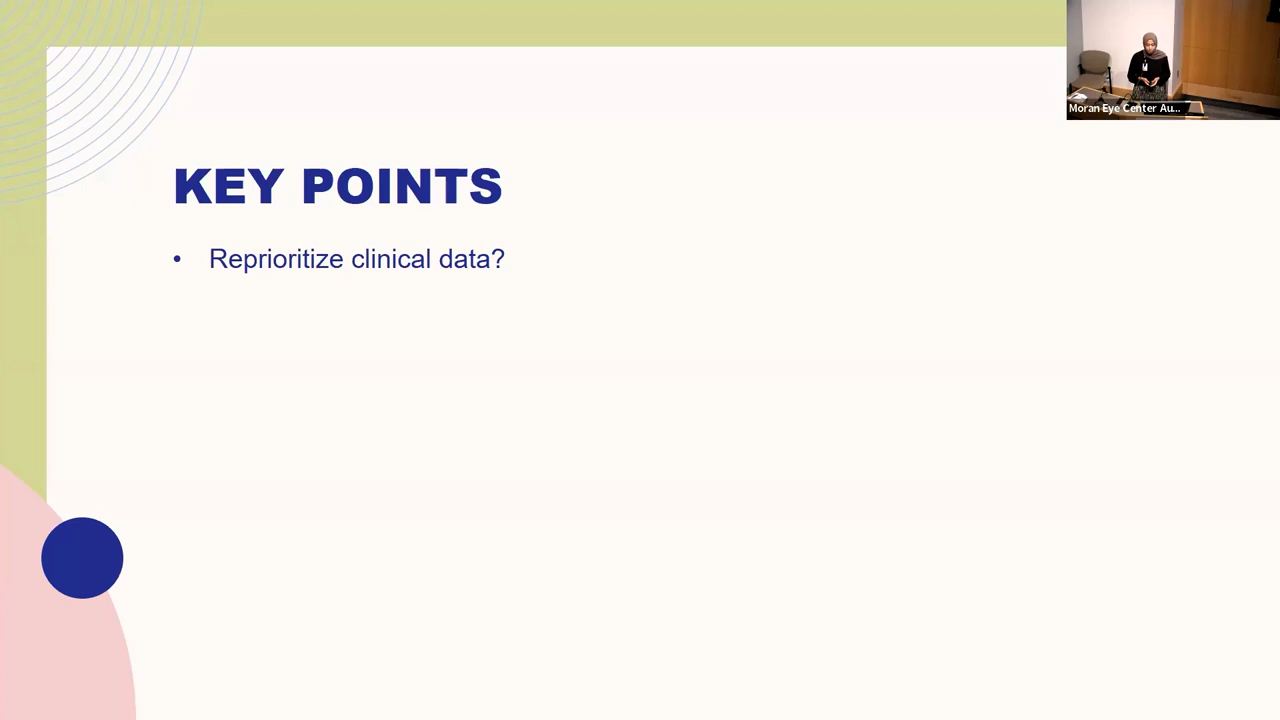 Moran Eye Center Au...
KEY POINTS
• Reprioritize clinical data?